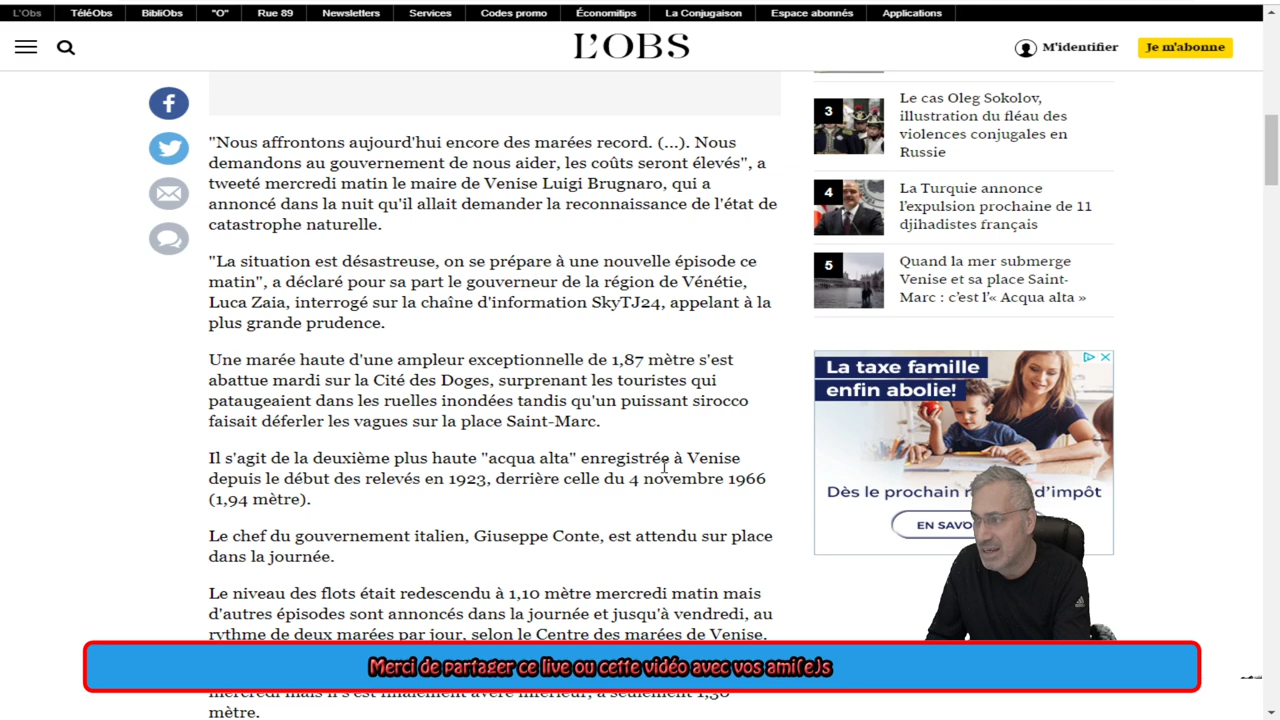 L'Obs TéléObs BibliObs "O" Rue 89 Newsletters Services Codes promo Économitips La Conjugaison Espace abonnés Applications
L'OBS
M'identifier
Je m'abonne
"Nous affrontons aujourd'hui encore des marées record. (...). Nous
demandons au gouvernement de nous aider, les coûts seront élevés", a
tweeté mercredi matin le maire de Venise Luigi Brugnaro, qui a
annoncé dans la nuit qu'il allait demander la reconnaissance de l'état de
catastrophe naturelle.
"La situation est désastreuse, on se prépare à une nouvelle épisode ce
matin", a déclaré pour sa part le gouverneur de la région de Vénétie,
Luca Zaia, interrogé sur la chaîne d'information SkyTJ24, appelant à la
plus grande prudence.
Une marée haute d'une ampleur exceptionnelle de 1,87 mètre s'est
abattue mardi sur la Cité des Doges, surprenant les touristes qui
pataugeaient dans les ruelles inondées tandis qu'un puissant sirocco
faisait déferler les vagues sur la place Saint-Marc.
Il s'agit de la deuxième plus haute "acqua alta" enregistrée à Venise
depuis le début des relevés en 1923, derrière celle du 4 novembre 1966
(1,94 mètre).
Le chef du gouvernement italien, Giuseppe Conte, est attendu sur place
dans la journée.
Le niveau des flots était redescendu à 1,10 mètre mercredi matin mais
d'autres épisodes sont annoncés dans la journée et jusqu'à vendredi, au
rythme de deux marées par jour, selon le Centre des marées de Venise.
mètre.
3
Le cas Oleg Sokolov,
illustration du fléau des
violences conjugales en
Russie
4
La Turquie annonce
l'expulsion prochaine de 11
djihadistes français
5
Quand la mer submerge
Venise et sa place Saint-
Marc : c'est l'« Acqua alta »
La taxe famille
enfin abolie!
Dès le prochain d'impôt
EN SAVO
Merci de partager ce live ou cette vidéo avec vos ami(e)s